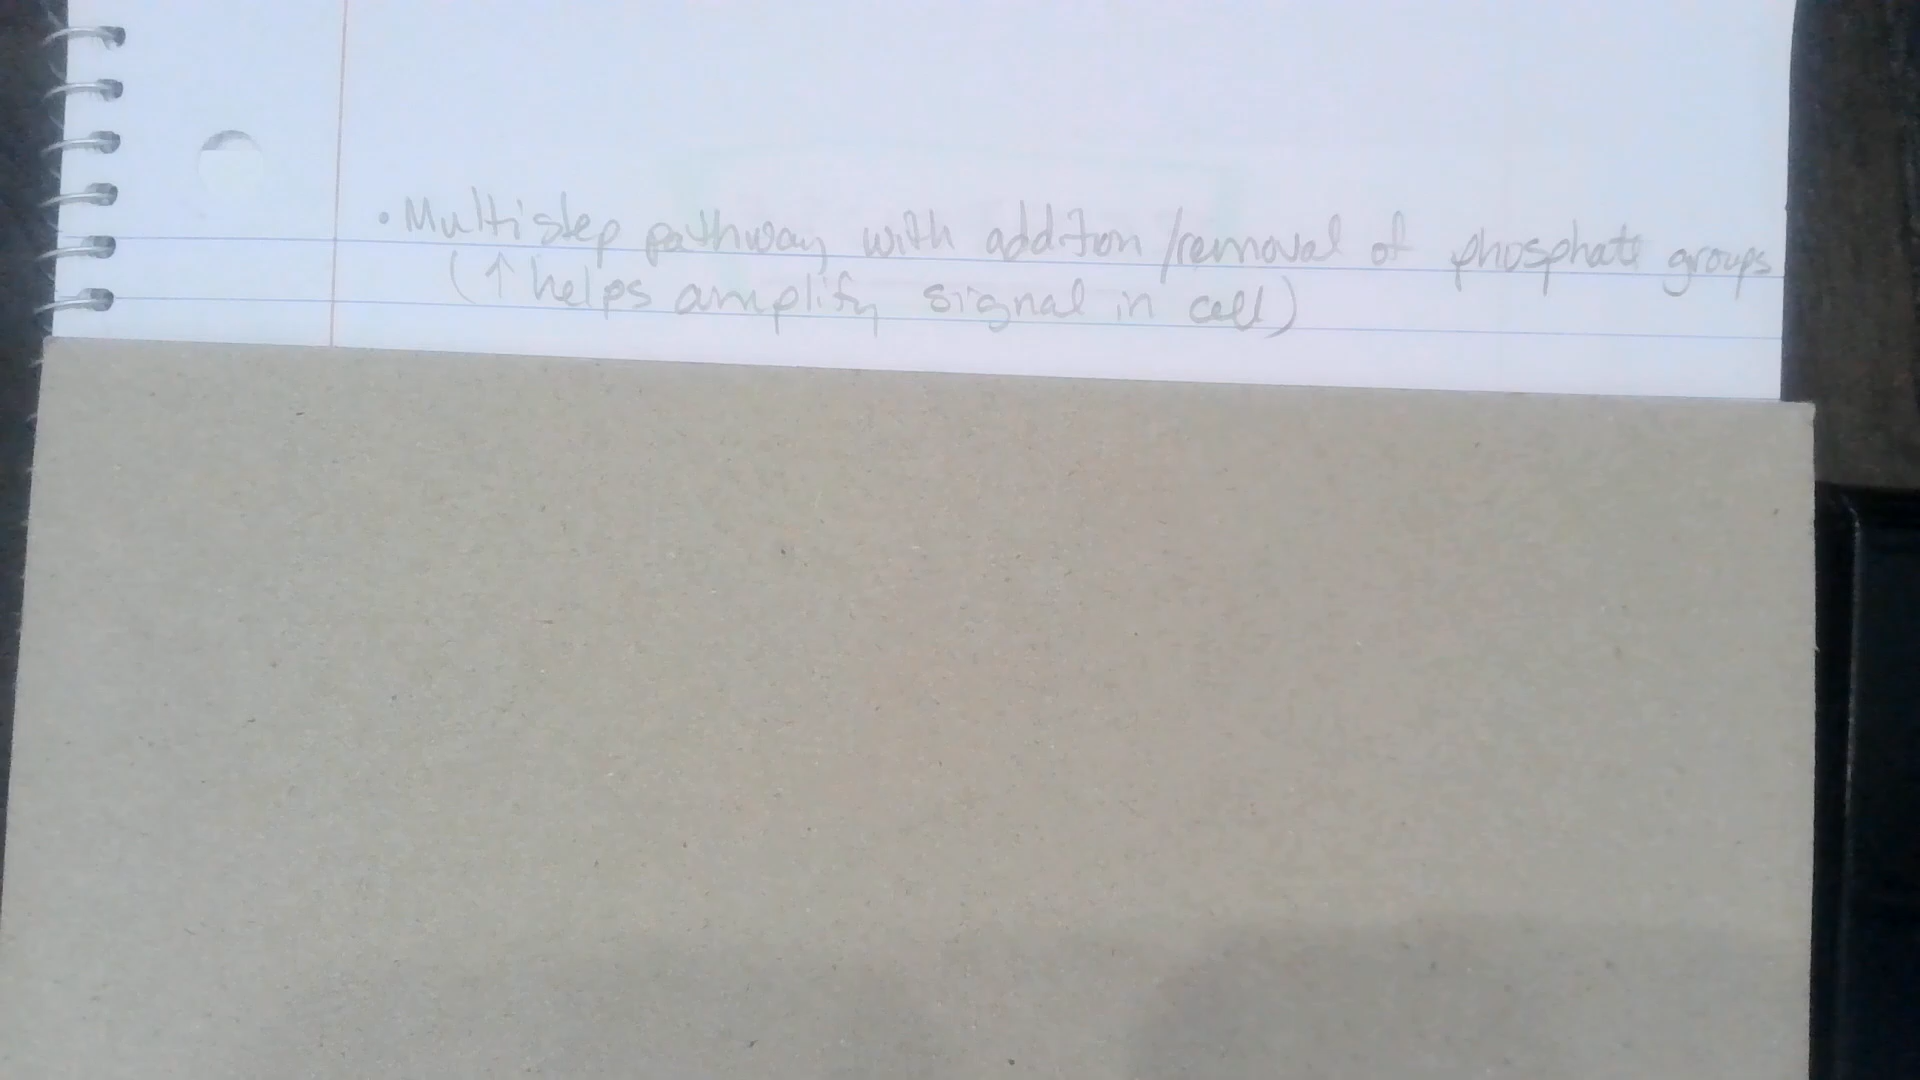 • Multistep pathway with addition/removal of phosphate groups
(↑ helps amplify signal in cell)